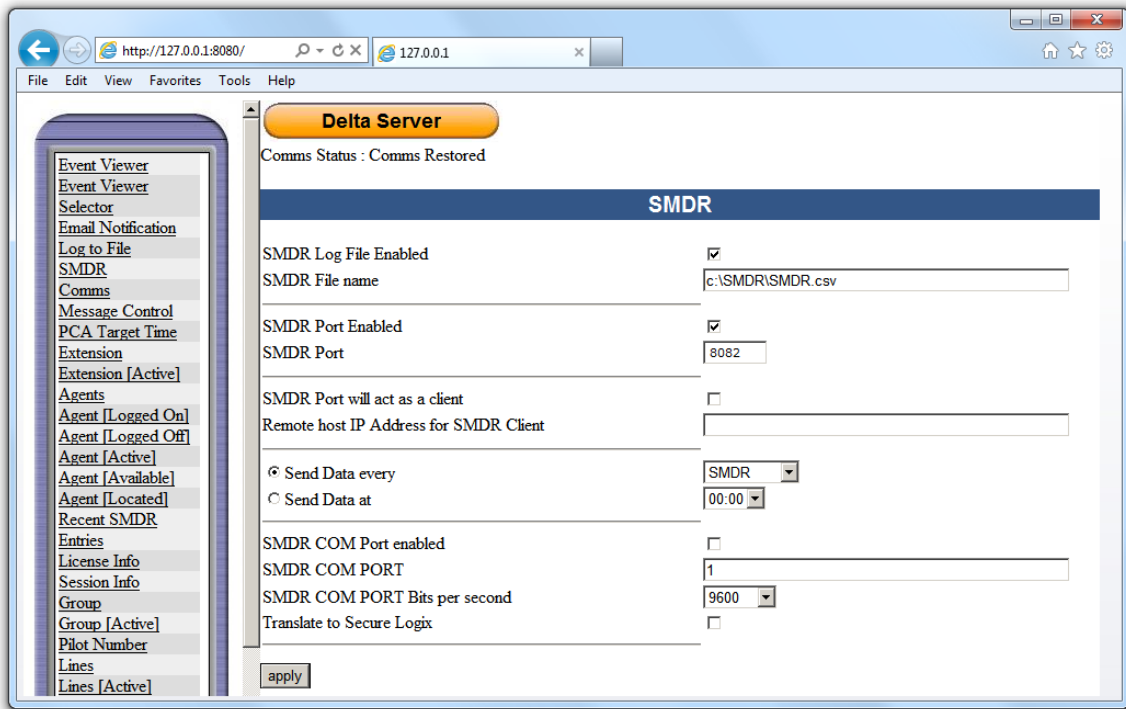 http://127.0.0.1:8080/
127.0.0.1
File Edit View Favorites Tools Help
Event Viewer
Event Viewer
Selector
Email Notification
Log to File
SMDR
Comms
Message Control
PCA Target Time
Extension
Extension [Active]
Agents
Agent [Logged On]
Agent [Logged Off]
Agent [Active]
Agent [Available]
Agent [Located]
Recent SMDR
Entries
License Info
Session Info
Group
Group [Active]
Pilot Number
Lines
Lines [Active]
Delta Server
Comms Status : Comms Restored
SMDR
SMDR Log File Enabled
SMDR File name c:\SMDR\SMDR.csv
SMDR Port Enabled
SMDR Port 8082
SMDR Port will act as a client
Remote host IP Address for SMDR Client
Send Data every SMDR
Send Data at 00:00
SMDR COM Port enabled
SMDR COM PORT 1
SMDR COM PORT Bits per second 9600
Translate to Secure Logix
apply